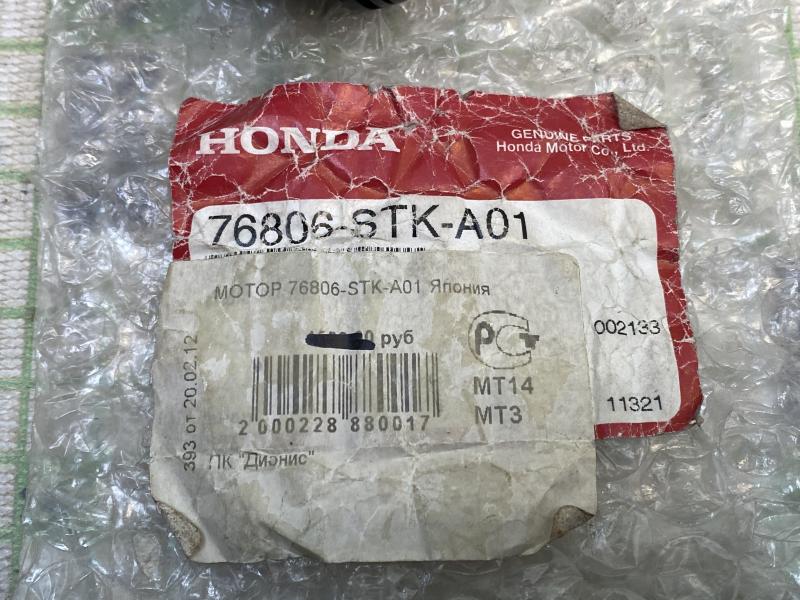 HONDA
GENUINE PARTS
Honda Motor Co., Ltd.
76806-STK-A01
МОТОР 76806-STK-A01 Япония
руб
002133
РСТ
МТ14
МТ3
11321
2 000228 880017
393 от 20.02.12
ПК "Дионис"